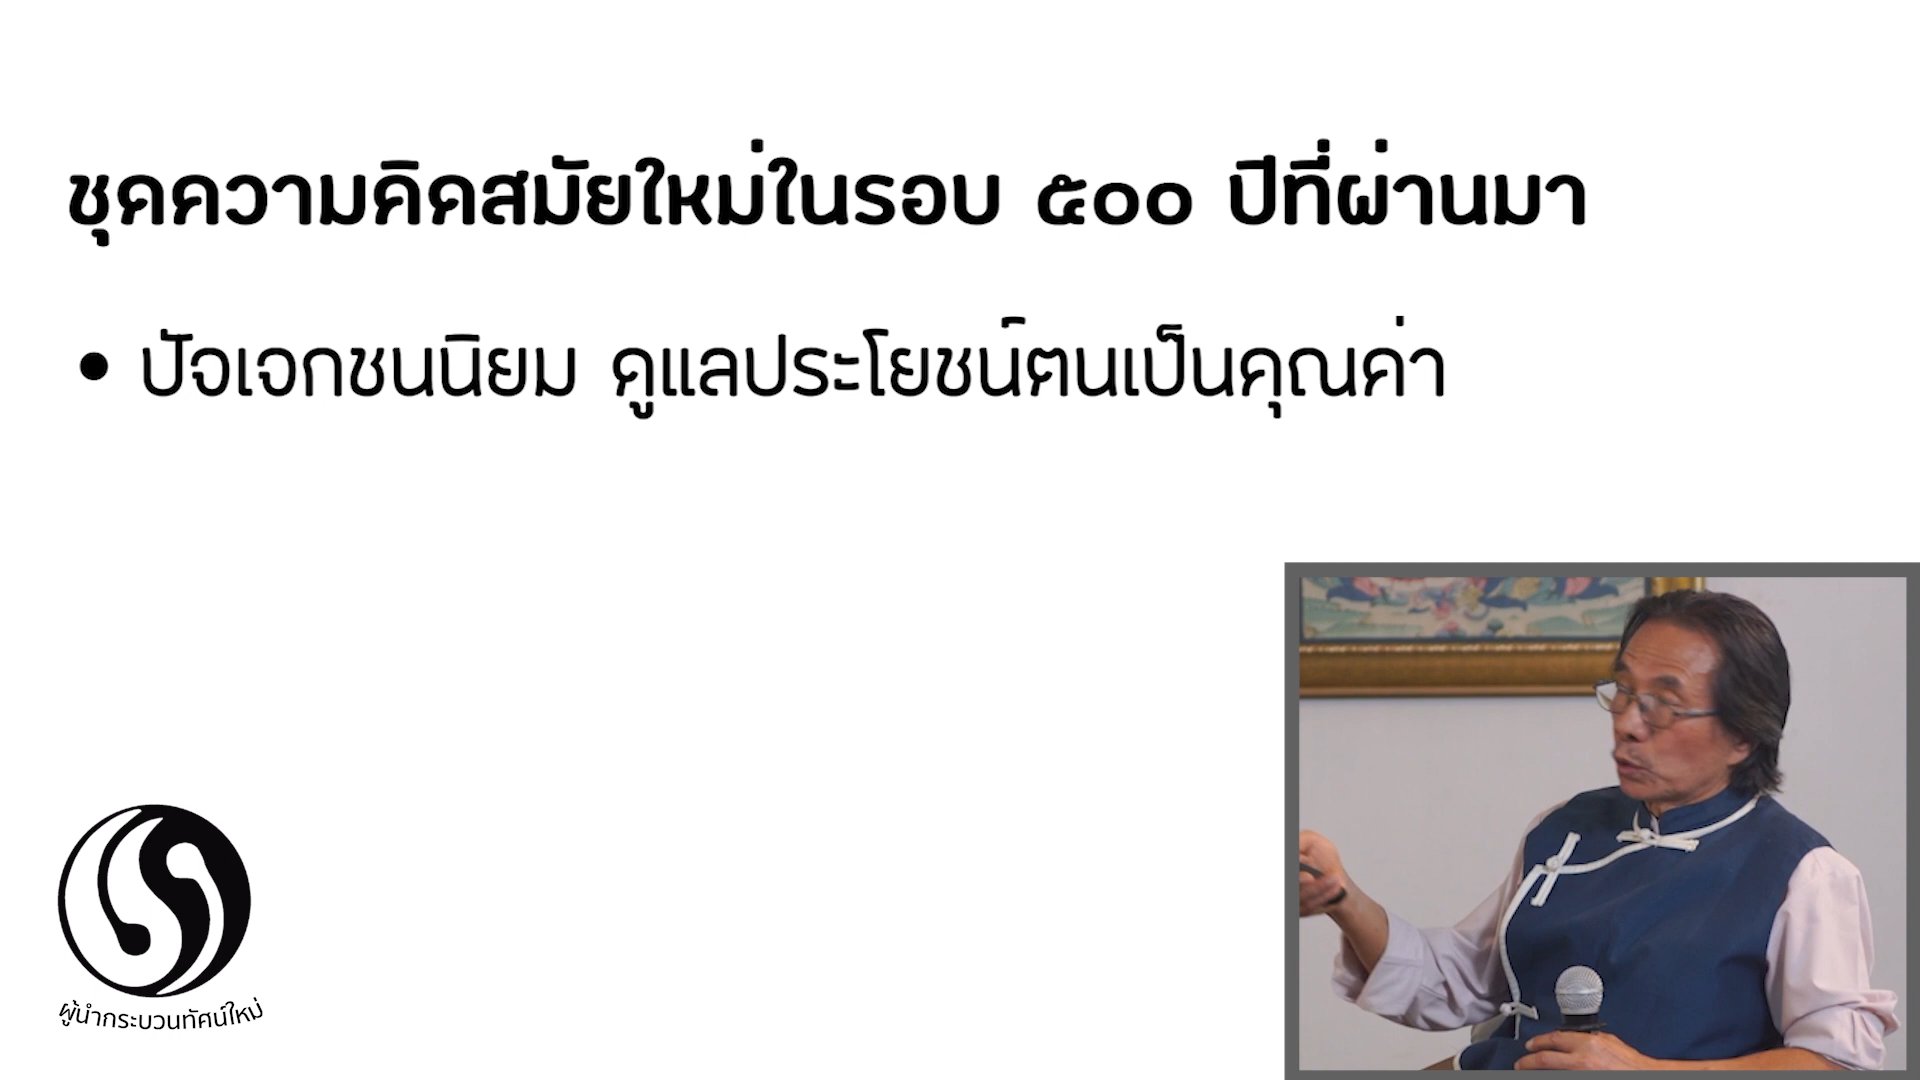 ชุดความคิดสมัยใหม่ในรอบ ๕๐๐ ปีที่ผ่านมา
• ปัจเจกชนนิยม ดูแลประโยชน์ตนเป็นคุณค่า
ผู้นำกระบวนทัศน์ใหม่